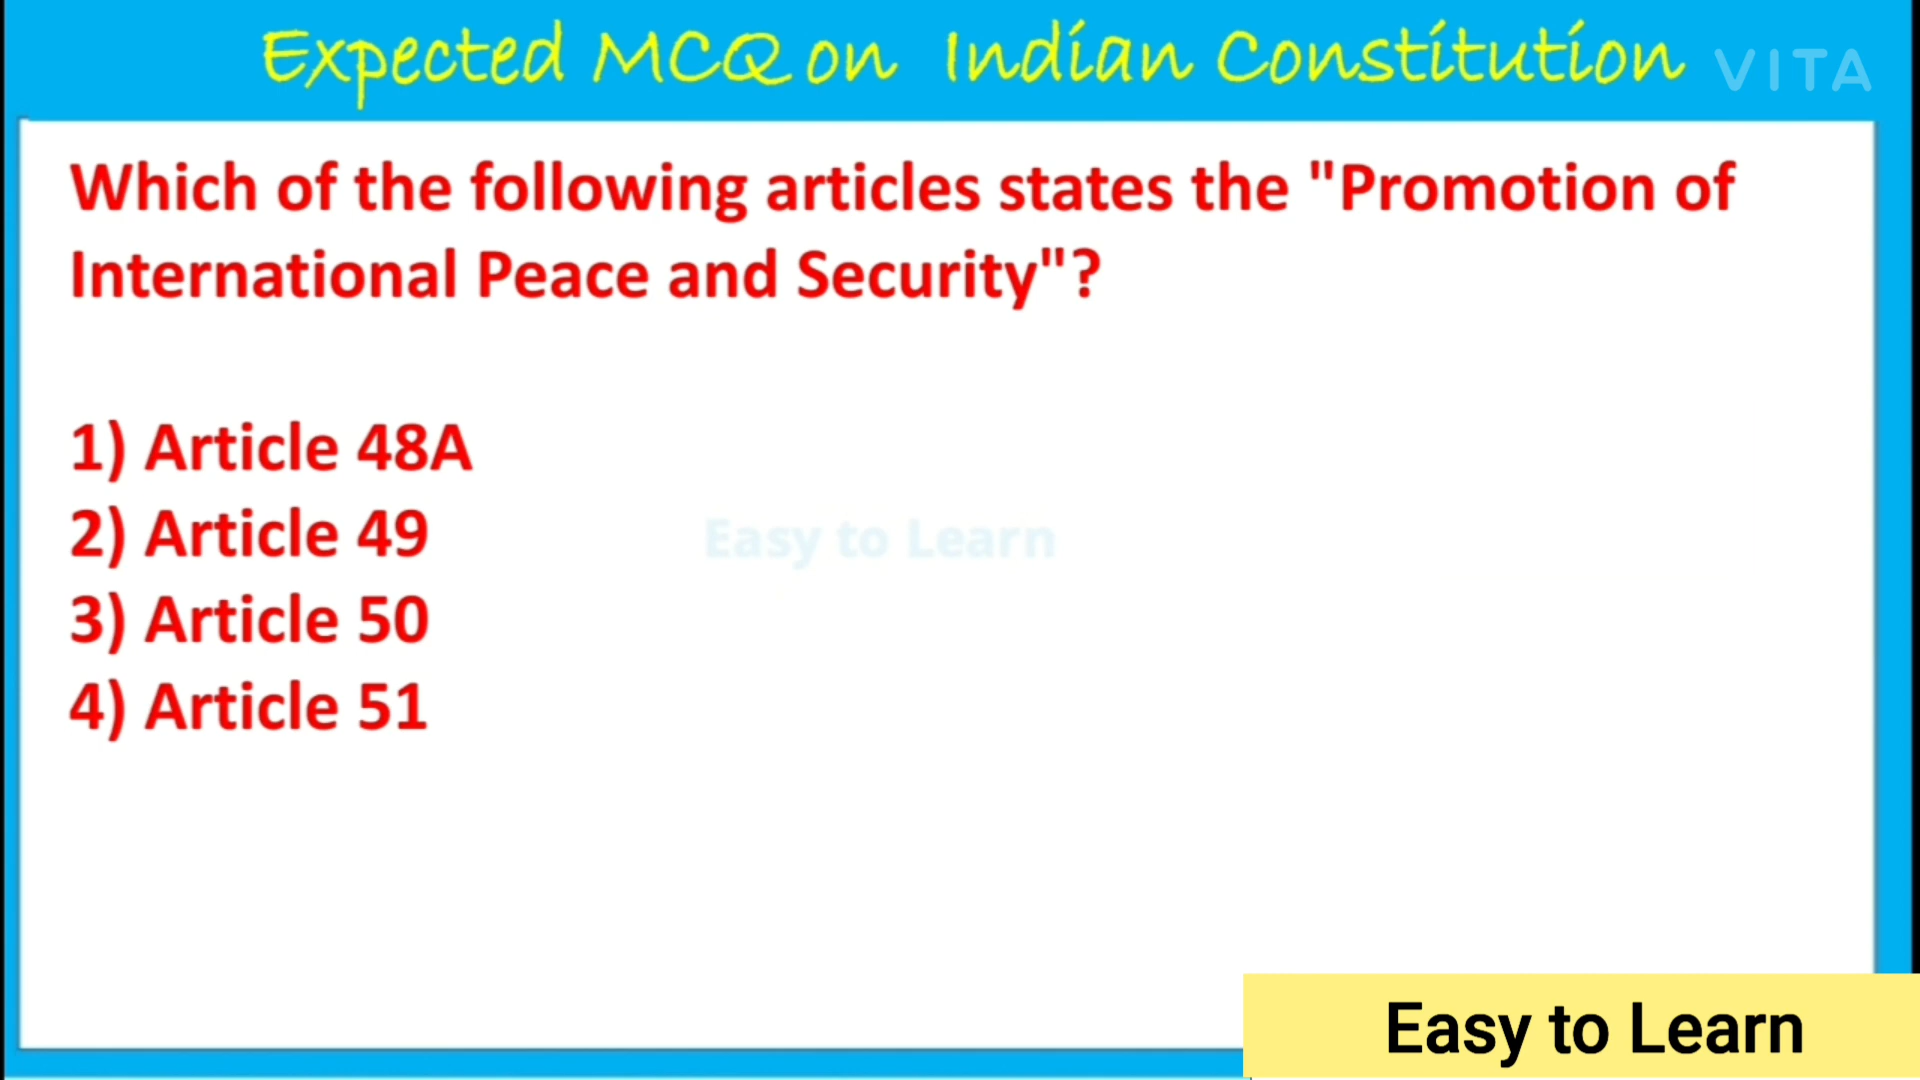 Expected MCQ on Indian Constitution
VITA
Which of the following articles states the "Promotion of
International Peace and Security"?
1) Article 48A
2) Article 49
3) Article 50
4) Article 51
Easy to Learn
Easy to Learn